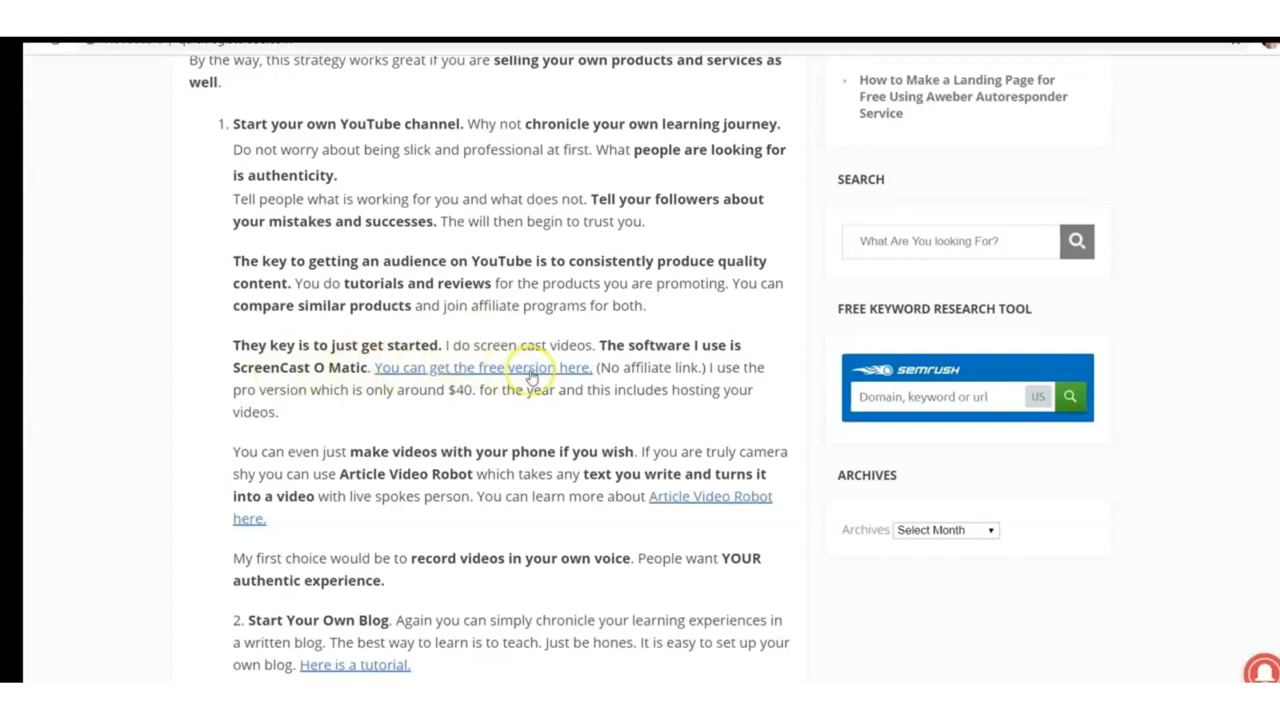 By the way, this strategy works great if you are selling your own products and services as
well.
1. Start your own YouTube channel. Why not chronicle your own learning journey.
Do not worry about being slick and professional at first. What people are looking for
is authenticity.
Tell people what is working for you and what does not. Tell your followers about
your mistakes and successes. The will then begin to trust you.
The key to getting an audience on YouTube is to consistently produce quality
content. You do tutorials and reviews for the products you are promoting. You can
compare similar products and join affiliate programs for both.
They key is to just get started. I do screen cast videos. The software I use is
ScreenCast O Matic. You can get the free version here. (No affiliate link.) I use the
pro version which is only around $40. for the year and this includes hosting your
videos.
You can even just make videos with your phone if you wish. If you are truly camera
shy you can use Article Video Robot which takes any text you write and turns it
into a video with live spokes person. You can learn more about Article Video Robot
here.
My first choice would be to record videos in your own voice. People want YOUR
authentic experience.
2. Start Your Own Blog. Again you can simply chronicle your learning experiences in
a written blog. The best way to learn is to teach. Just be hones. It is easy to set up your
own blog. Here is a tutorial.
How to Make a Landing Page for
Free Using Aweber Autoresponder
Service
SEARCH
What Are You looking For?
FREE KEYWORD RESEARCH TOOL
SEMRUSH
Domain, keyword or url
US
ARCHIVES
Archives Select Month